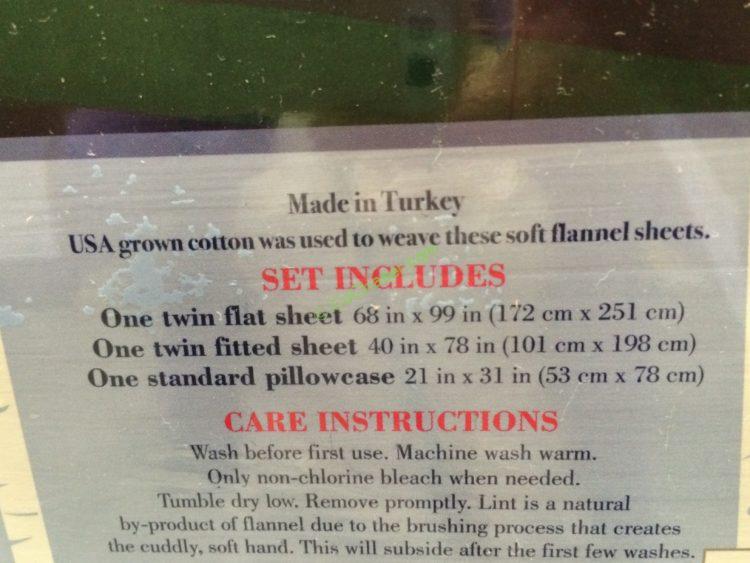 Made in Turkey
USA grown cotton was used to weave these soft flannel sheets.
SET INCLUDES
One twin flat sheet 68 in x 99 in (172 cm x 251 cm)
One twin fitted sheet 40 in x 78 in (101 cm x 198 cm)
One standard pillowcase 21 in x 31 in (53 cm x 78 cm)
CARE INSTRUCTIONS
Wash before first use. Machine wash warm.
Only non-chlorine bleach when needed.
Tumble dry low. Remove promptly. Lint is a natural
by-product of flannel due to the brushing process that creates
the cuddly, soft hand. This will subside after the first few washes.